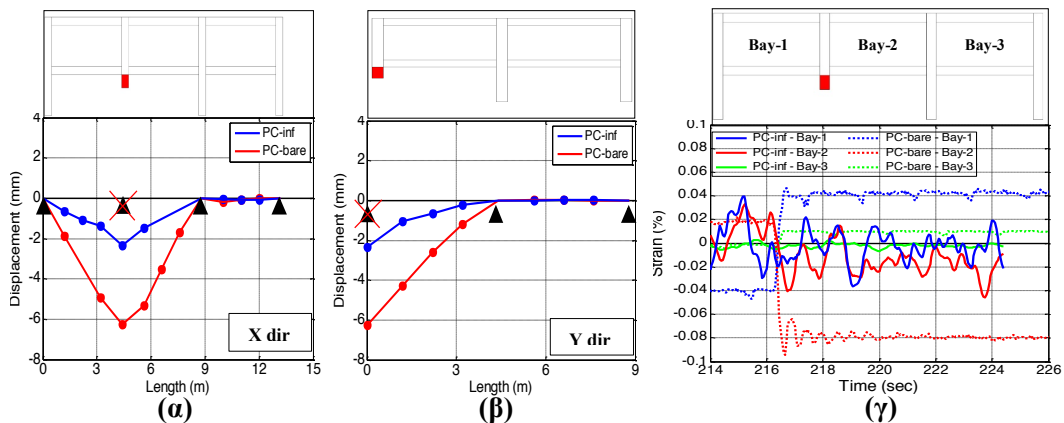 4
2
0
-2
-4
-6
-8
Displacement (mm)
PC-inf
PC-bare
X dir
0
3
6
9
12
15
Length (m)
(α)
4
2
0
-2
-4
-6
-8
Displacement (mm)
PC-inf
PC-bare
Y dir
0
3
6
9
Length (m)
(β)
Bay-1
Bay-2
Bay-3
0.1
0.08
0.06
0.04
0.02
0
-0.02
-0.04
-0.06
-0.08
-0.1
Strain (%)
PC-inf - Bay-1
PC-inf - Bay-2
PC-inf - Bay-3
PC-bare - Bay-1
PC-bare - Bay-2
PC-bare - Bay-3
214
216
218
220
222
224
226
Time (sec)
(γ)